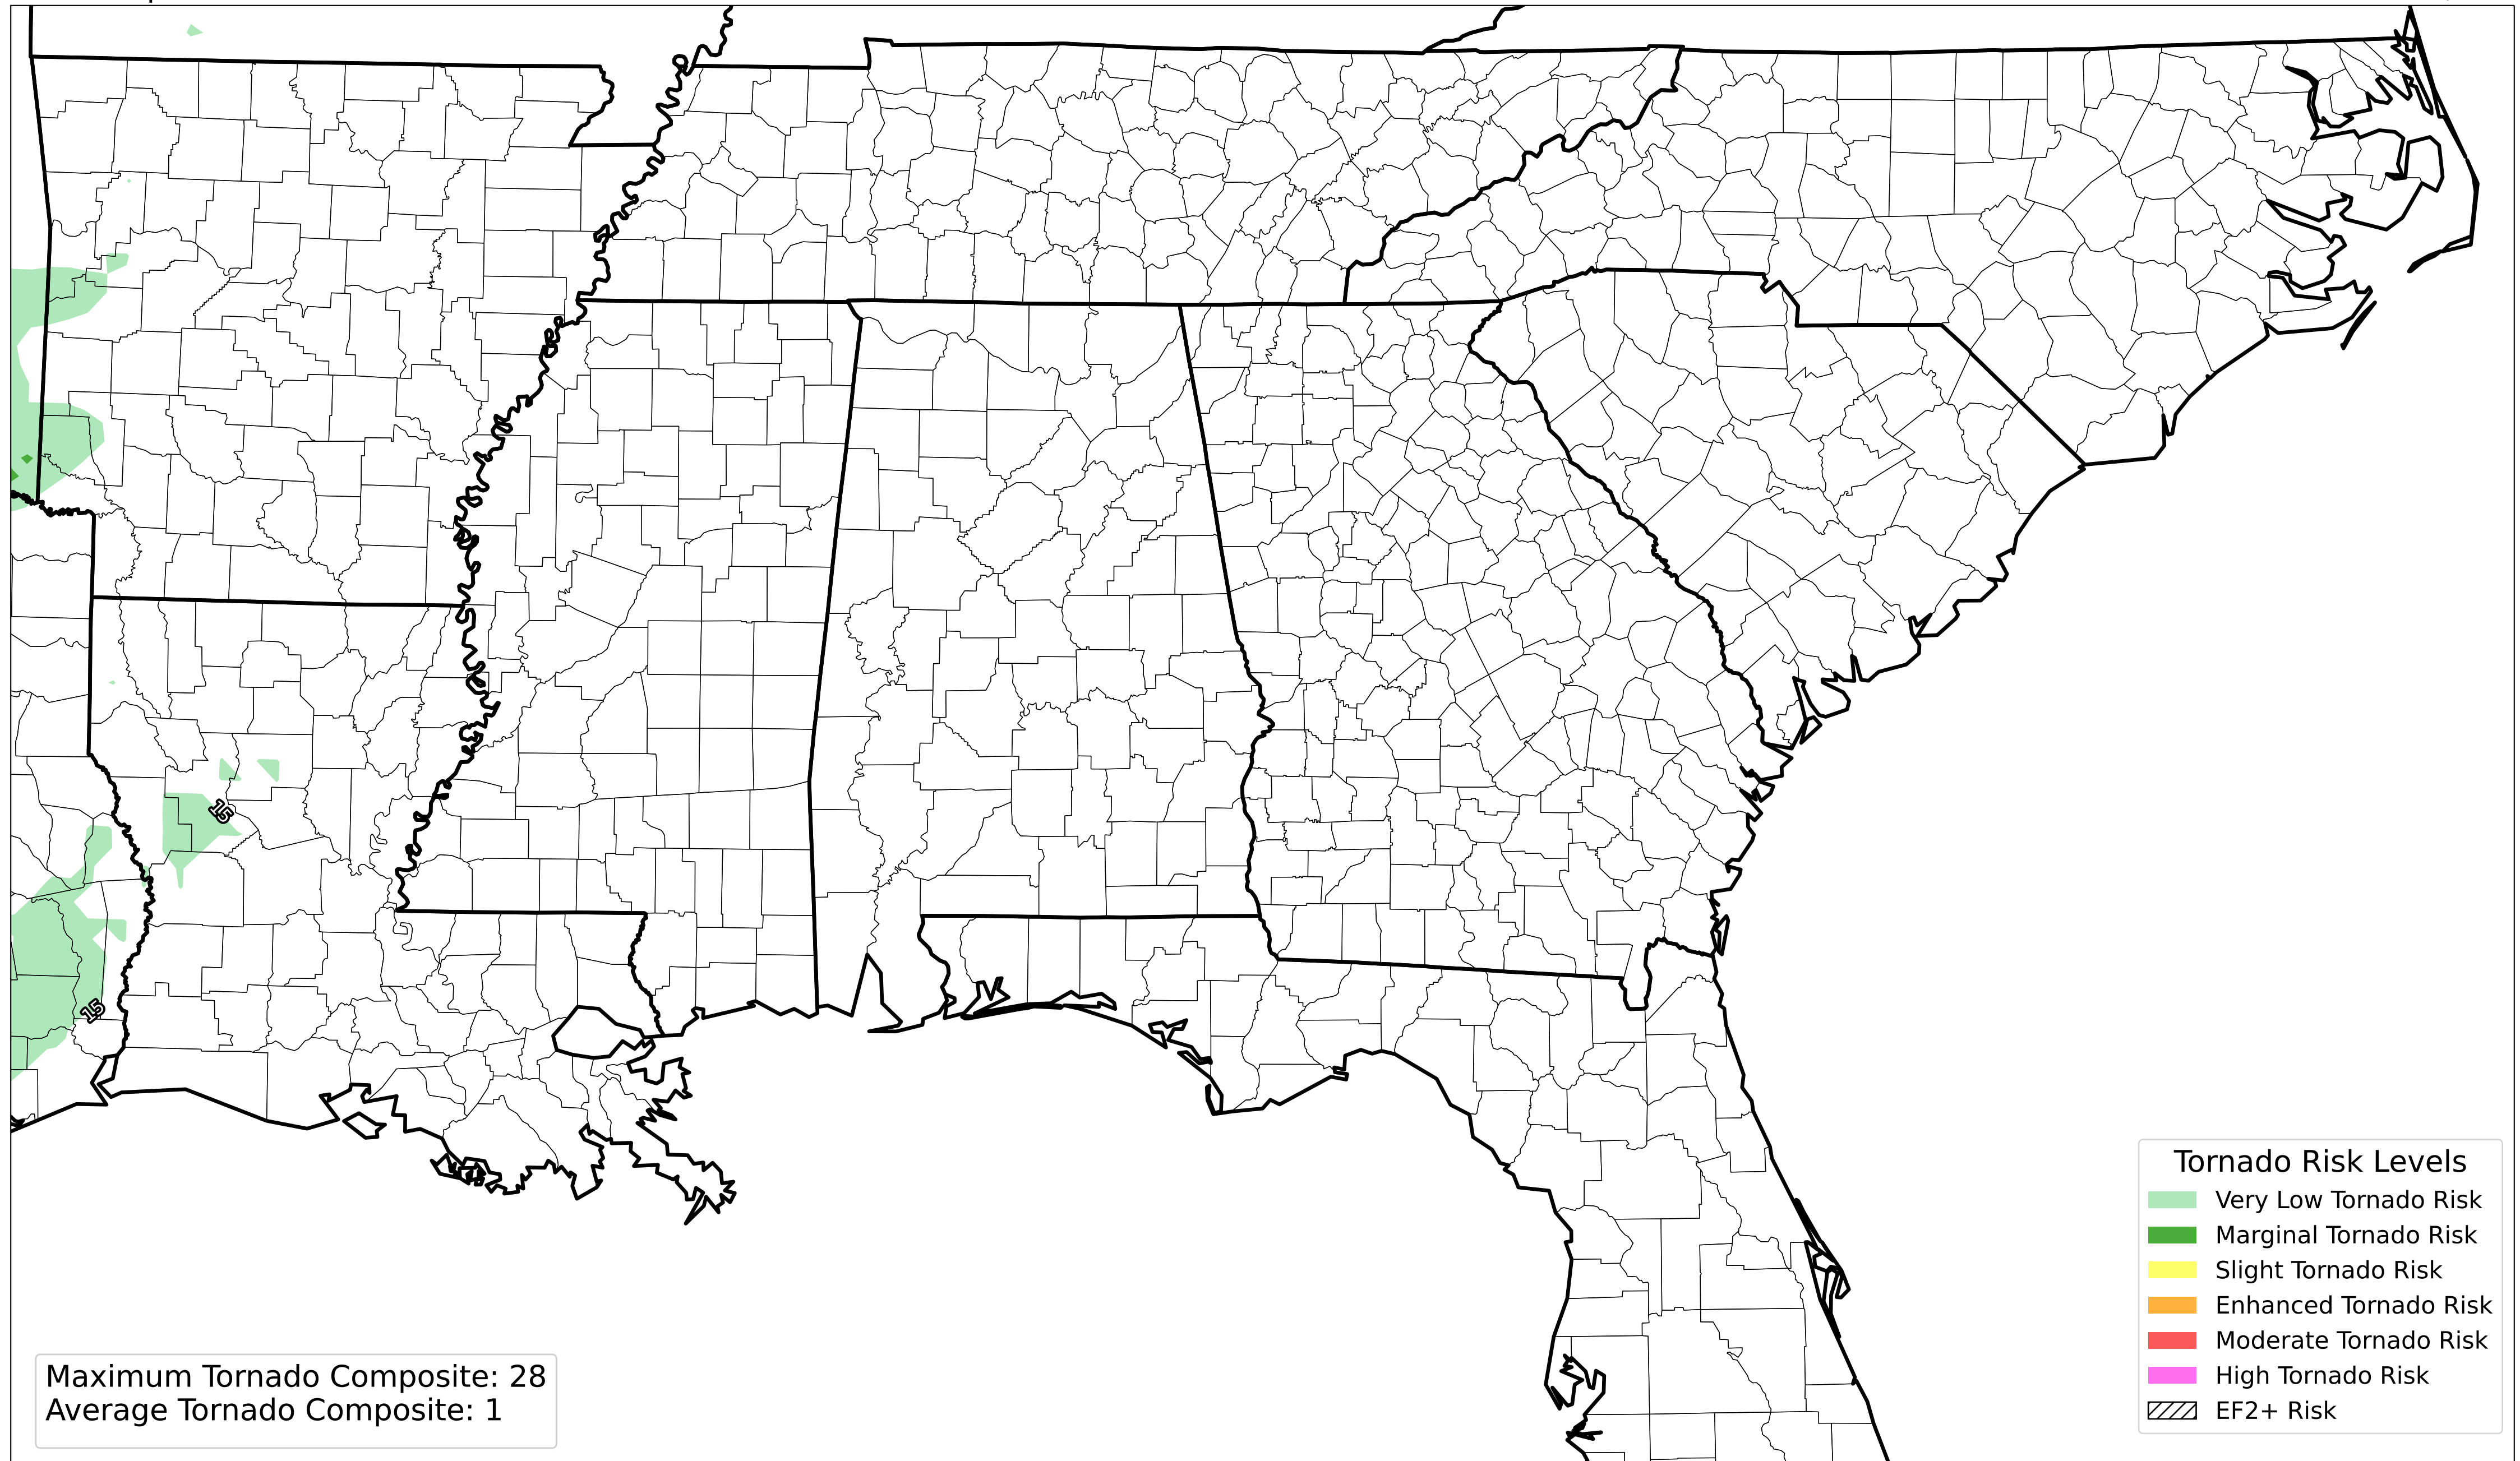 15
15
Tornado Risk Levels
Very Low Tornado Risk
Marginal Tornado Risk
Slight Tornado Risk
Enhanced Tornado Risk
Moderate Tornado Risk
High Tornado Risk
EF2+ Risk
Maximum Tornado Composite: 28
Average Tornado Composite: 1